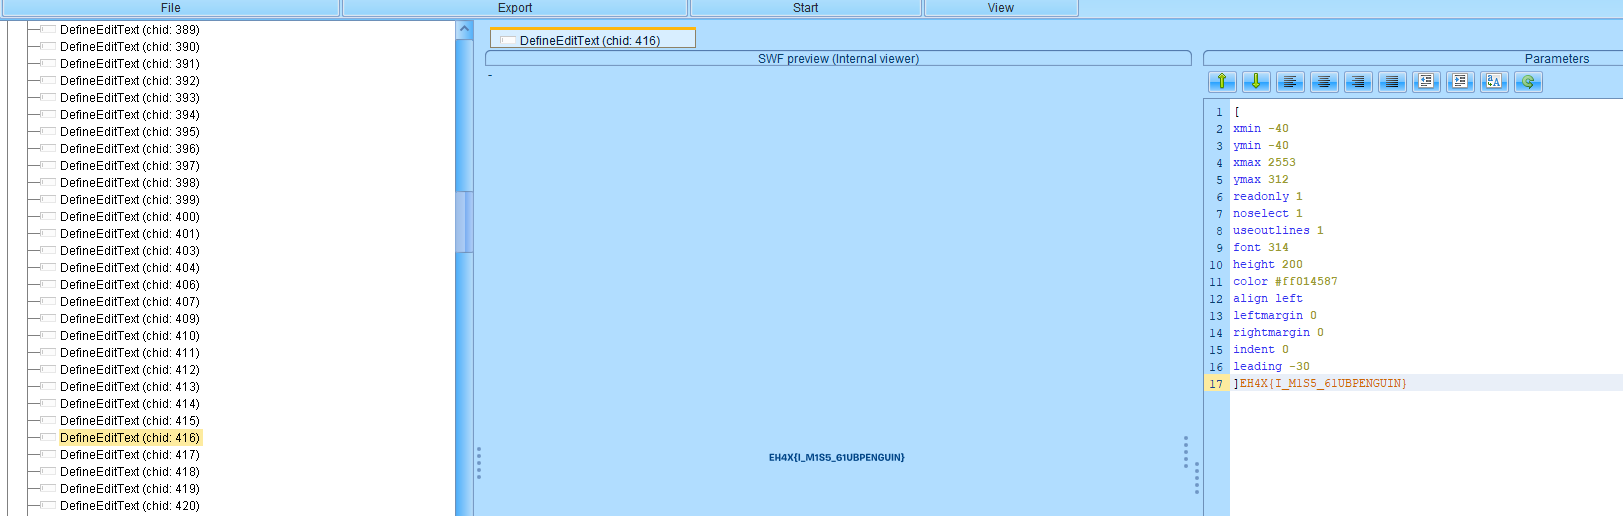 File Export Start View
DefineEditText (chid: 389)
DefineEditText (chid: 390)
DefineEditText (chid: 391)
DefineEditText (chid: 392)
DefineEditText (chid: 393)
DefineEditText (chid: 394)
DefineEditText (chid: 395)
DefineEditText (chid: 396)
DefineEditText (chid: 397)
DefineEditText (chid: 398)
DefineEditText (chid: 399)
DefineEditText (chid: 400)
DefineEditText (chid: 401)
DefineEditText (chid: 403)
DefineEditText (chid: 404)
DefineEditText (chid: 406)
DefineEditText (chid: 407)
DefineEditText (chid: 409)
DefineEditText (chid: 410)
DefineEditText (chid: 411)
DefineEditText (chid: 412)
DefineEditText (chid: 413)
DefineEditText (chid: 414)
DefineEditText (chid: 415)
DefineEditText (chid: 416)
DefineEditText (chid: 417)
DefineEditText (chid: 418)
DefineEditText (chid: 419)
DefineEditText (chid: 420)
DefineEditText (chid: 416)
SWF preview (Internal viewer)
-
EH4X{I_M1S5_61UBPENGUIN}
Parameters
1 [
2 xmin -40
3 ymin -40
4 xmax 2553
5 ymax 312
6 readonly 1
7 noselect 1
8 useoutlines 1
9 font 314
10 height 200
11 color #ff014587
12 align left
13 leftmargin 0
14 rightmargin 0
15 indent 0
16 leading -30
17 ]EH4X{I_M1S5_61UBPENGUIN}